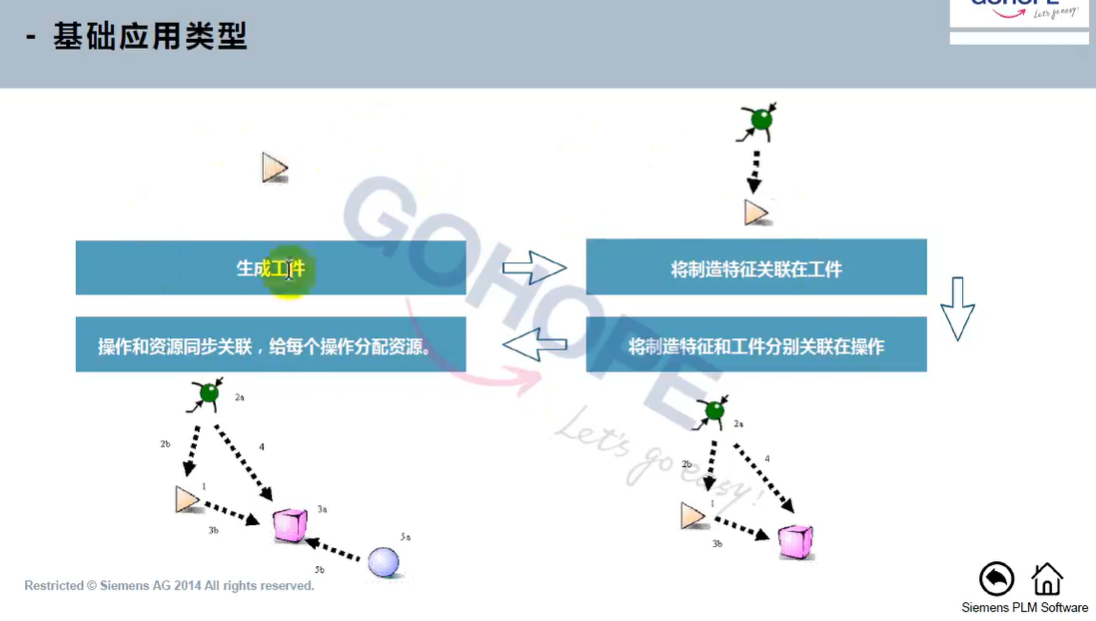 - 基础应用类型
GOHOPE
Let's go easy!
生成工件
将制造特征关联在工件
操作和资源同步关联，给每个操作分配资源。
将制造特征和工件分别关联在操作
GOHOPE
Let's go easy!
2a
2b
4
1
3a
3b
5a
5b
2a
2b
4
1
3b
Restricted © Siemens AG 2014 All rights reserved.
Siemens PLM Software